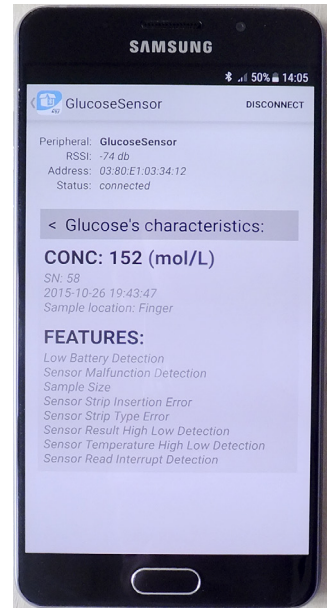 SAMSUNG
50% 14:05
GlucoseSensor DISCONNECT
Peripheral: GlucoseSensor
RSSI: -74 db
Address: 03:80:E1:03:34:12
Status: connected
< Glucose's characteristics:
CONC: 152 (mol/L)
SN: 58
2015-10-26 19:43:47
Sample location: Finger
FEATURES:
Low Battery Detection
Sensor Malfunction Detection
Sample Size
Sensor Strip Insertion Error
Sensor Strip Type Error
Sensor Result High Low Detection
Sensor Temperature High Low Detection
Sensor Read Interrupt Detection